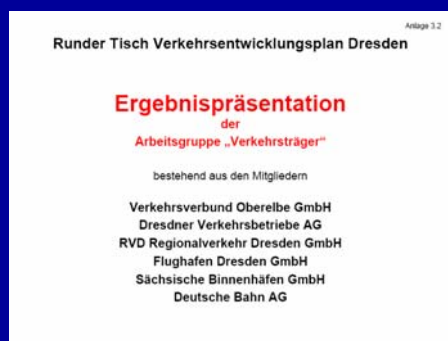 Anlage 3.2
Runder Tisch Verkehrsentwicklungsplan Dresden
Ergebnispräsentation
der
Arbeitsgruppe „Verkehrsträger“
bestehend aus den Mitgliedern
Verkehrsverbund Oberelbe GmbH
Dresdner Verkehrsbetriebe AG
RVD Regionalverkehr Dresden GmbH
Flughafen Dresden GmbH
Sächsische Binnenhäfen GmbH
Deutsche Bahn AG